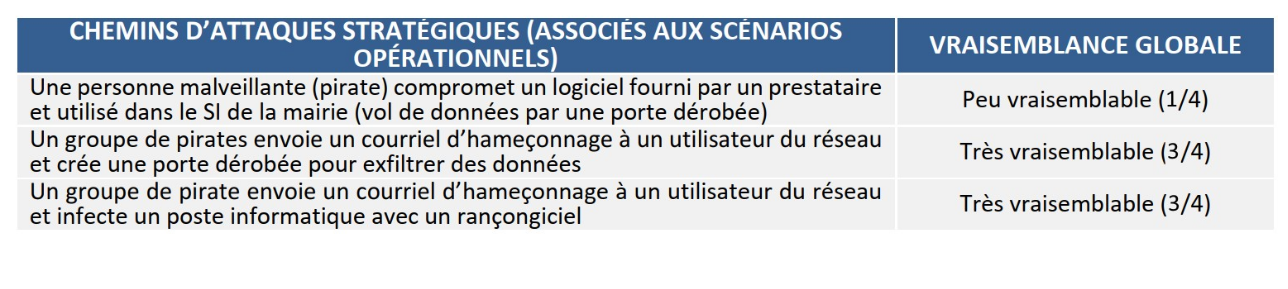 CHEMINS D’ATTAQUES STRATÉGIQUES (ASSOCIÉS AUX SCÉNARIOS
OPÉRATIONNELS)
VRAISEMBLANCE GLOBALE
Une personne malveillante (pirate) compromet un logiciel fourni par un prestataire
et utilisé dans le SI de la mairie (vol de données par une porte dérobée)
Peu vraisemblable (1/4)
Un groupe de pirates envoie un courriel d’hameçonnage à un utilisateur du réseau
et crée une porte dérobée pour exfiltrer des données
Très vraisemblable (3/4)
Un groupe de pirate envoie un courriel d’hameçonnage à un utilisateur du réseau
et infecte un poste informatique avec un rançongiciel
Très vraisemblable (3/4)